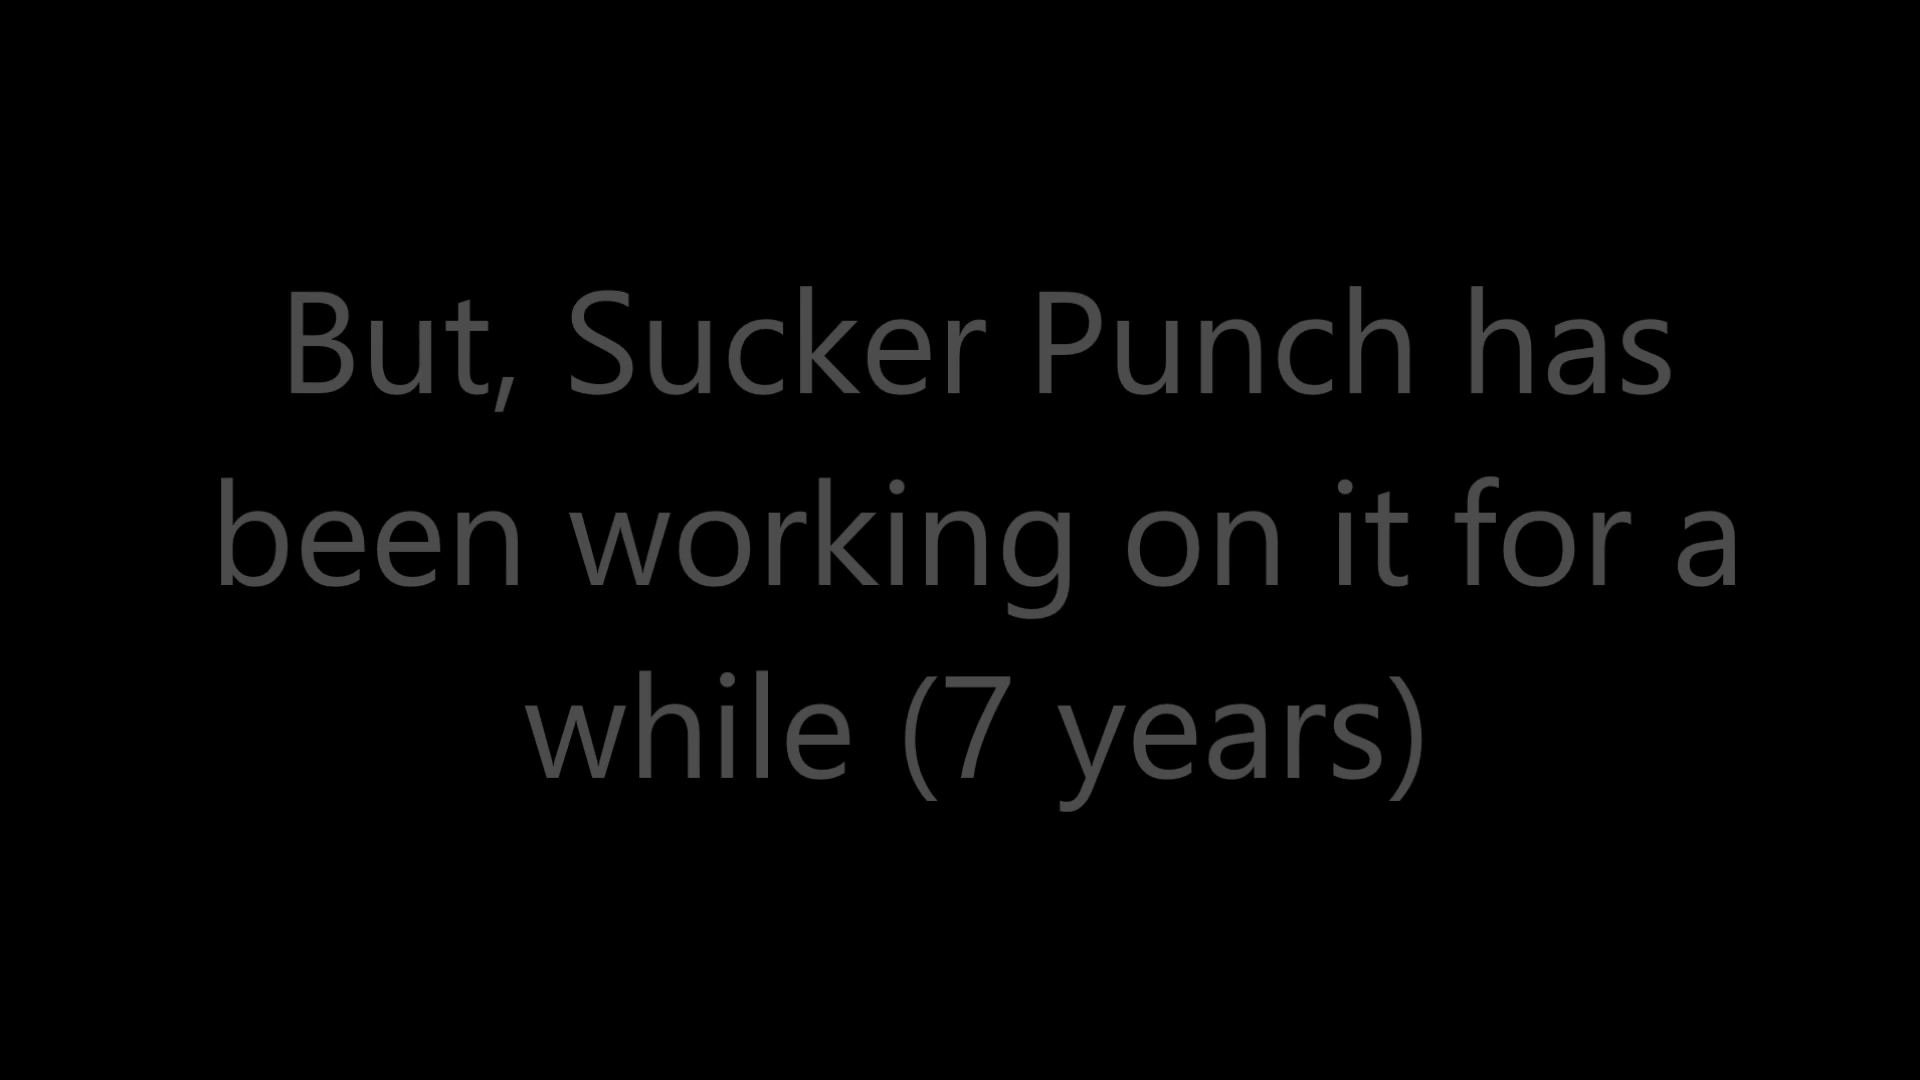 But, Sucker Punch has
been working on it for a
while (7 years)